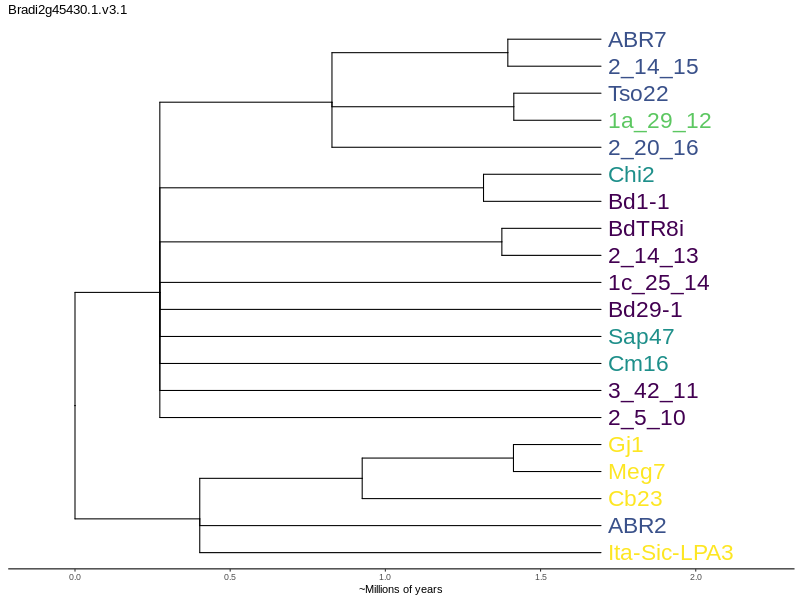 Bradi2g45430.1.v3.1
ABR7
2_14_15
Tso22
1a_29_12
2_20_16
Chi2
Bd1-1
BdTR8i
2_14_13
1c_25_14
Bd29-1
Sap47
Cm16
3_42_11
2_5_10
Gj1
Meg7
Cb23
ABR2
Ita-Sic-LPA3
0.0 0.5 1.0 1.5 2.0
~Millions of years